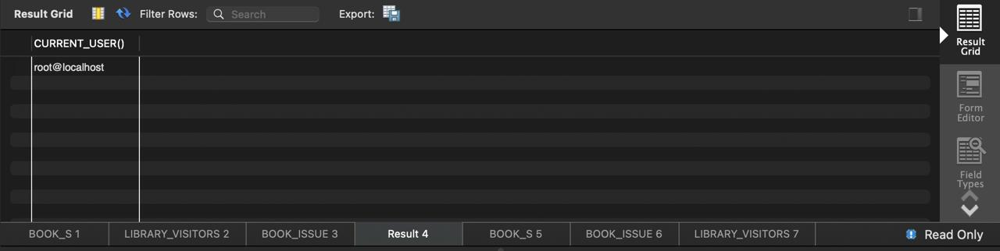 Result Grid Filter Rows: Search Export:
CURRENT_USER()
root@localhost
Result
Grid
Form
Editor
Field
Types
BOOK_S 1 LIBRARY_VISITORS 2 BOOK_ISSUE 3 Result 4 BOOK_S 5 BOOK_ISSUE 6 LIBRARY_VISITORS 7 Read Only